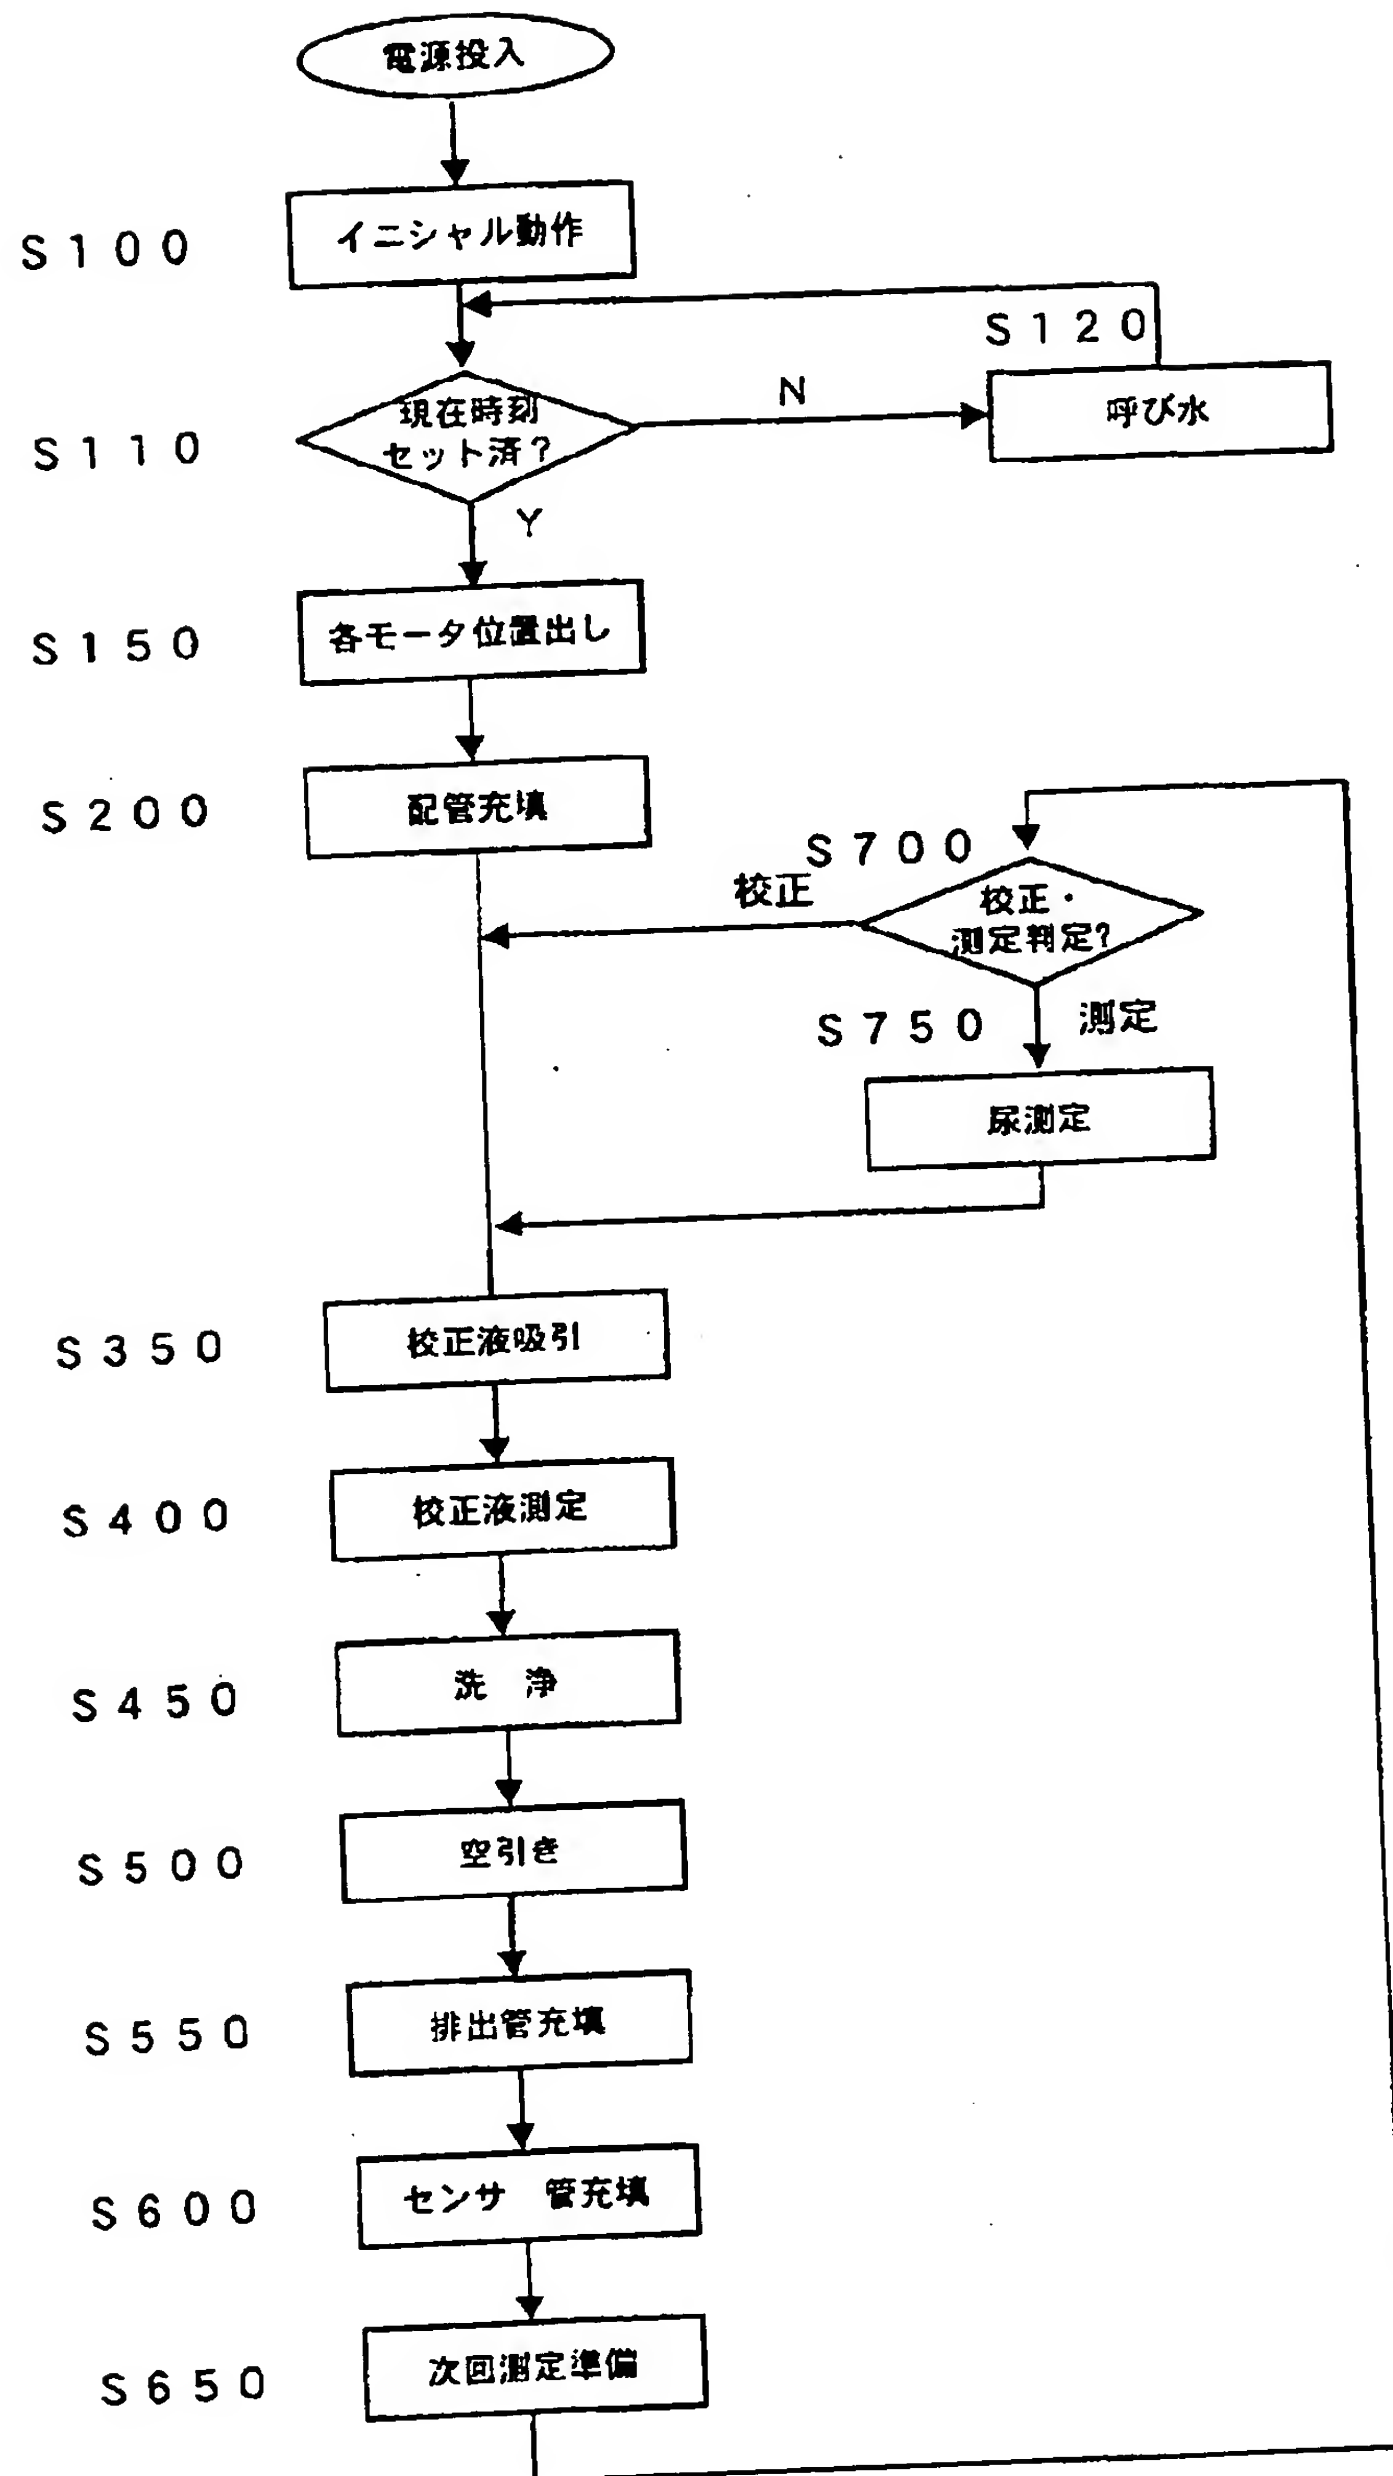 電源投入
S100
イニシャル動作
S120
現在時刻
セット済?
N
呼び水
S110
Y
S150
各モータ位置出し
S200
配管充填
S700
校正
校正・
測定判定?
S750
測定
尿測定
S350
校正液吸引
S400
校正液測定
S450
洗　浄
S500
空引き
S550
排出管充填
S600
センサ　管充填
S650
次回測定準備